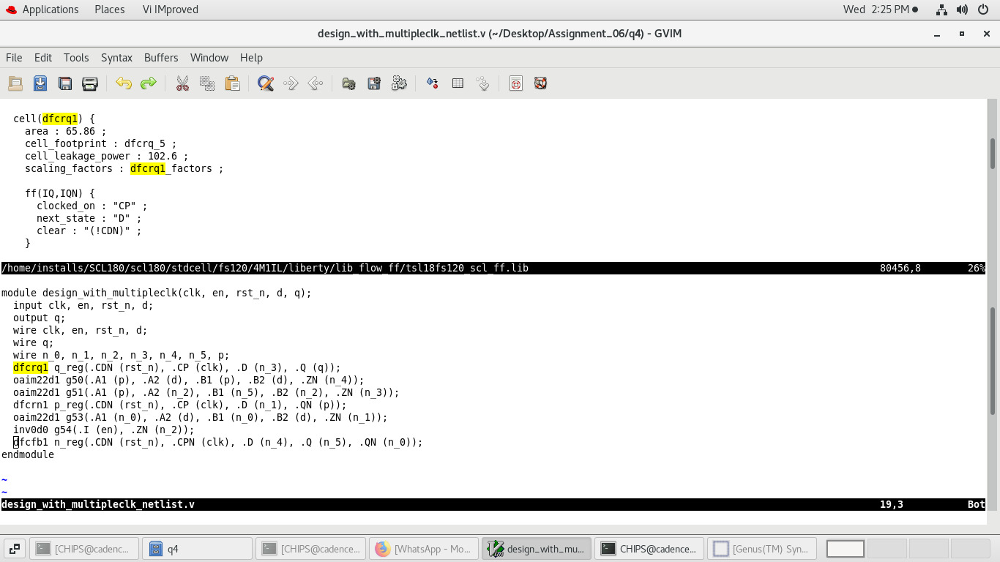 Applications Places Vi IMproved Wed 2:25 PM
design_with_multipleclk_netlist.v (~/Desktop/Assignment_06/q4) - GVIM
File Edit Tools Syntax Buffers Window Help
cell(dfcrq1) {
area : 65.86 ;
cell_footprint : dfcrq_5 ;
cell_leakage_power : 102.6 ;
scaling_factors : dfcrq1_factors ;
ff(IQ,IQN) {
clocked_on : "CP" ;
next_state : "D" ;
clear : "(!CDN)" ;
}
/home/installs/SCL180/scl180/stdcell/fs120/4M1IL/liberty/lib_flow_ff/tsl18fs120_scl_ff.lib 80456,8 26%
module design_with_multipleclk(clk, en, rst_n, d, q);
input clk, en, rst_n, d;
output q;
wire clk, en, rst_n, d;
wire q;
wire n_0, n_1, n_2, n_3, n_4, n_5, p;
dfcrq1 q_reg(.CDN (rst_n), .CP (clk), .D (n_3), .Q (q));
oaim22d1 g50(.A1 (p), .A2 (d), .B1 (p), .B2 (d), .ZN (n_4));
oaim22d1 g51(.A1 (p), .A2 (n_2), .B1 (n_5), .B2 (n_2), .ZN (n_3));
dfcrn1 p_reg(.CDN (rst_n), .CP (clk), .D (n_1), .QN (p));
oaim22d1 g53(.A1 (n_0), .A2 (d), .B1 (n_0), .B2 (d), .ZN (n_1));
inv0d0 g54(.I (en), .ZN (n_2));
dfcfb1 n_reg(.CDN (rst_n), .CPN (clk), .D (n_4), .Q (n_5), .QN (n_0));
endmodule
~
~
design_with_multipleclk_netlist.v 19,3 Bot
[CHIPS@cadenc... q4 [CHIPS@cadence... [WhatsApp - Mo... design_with_mu... CHIPS@cadence... [Genus(TM) Syn...